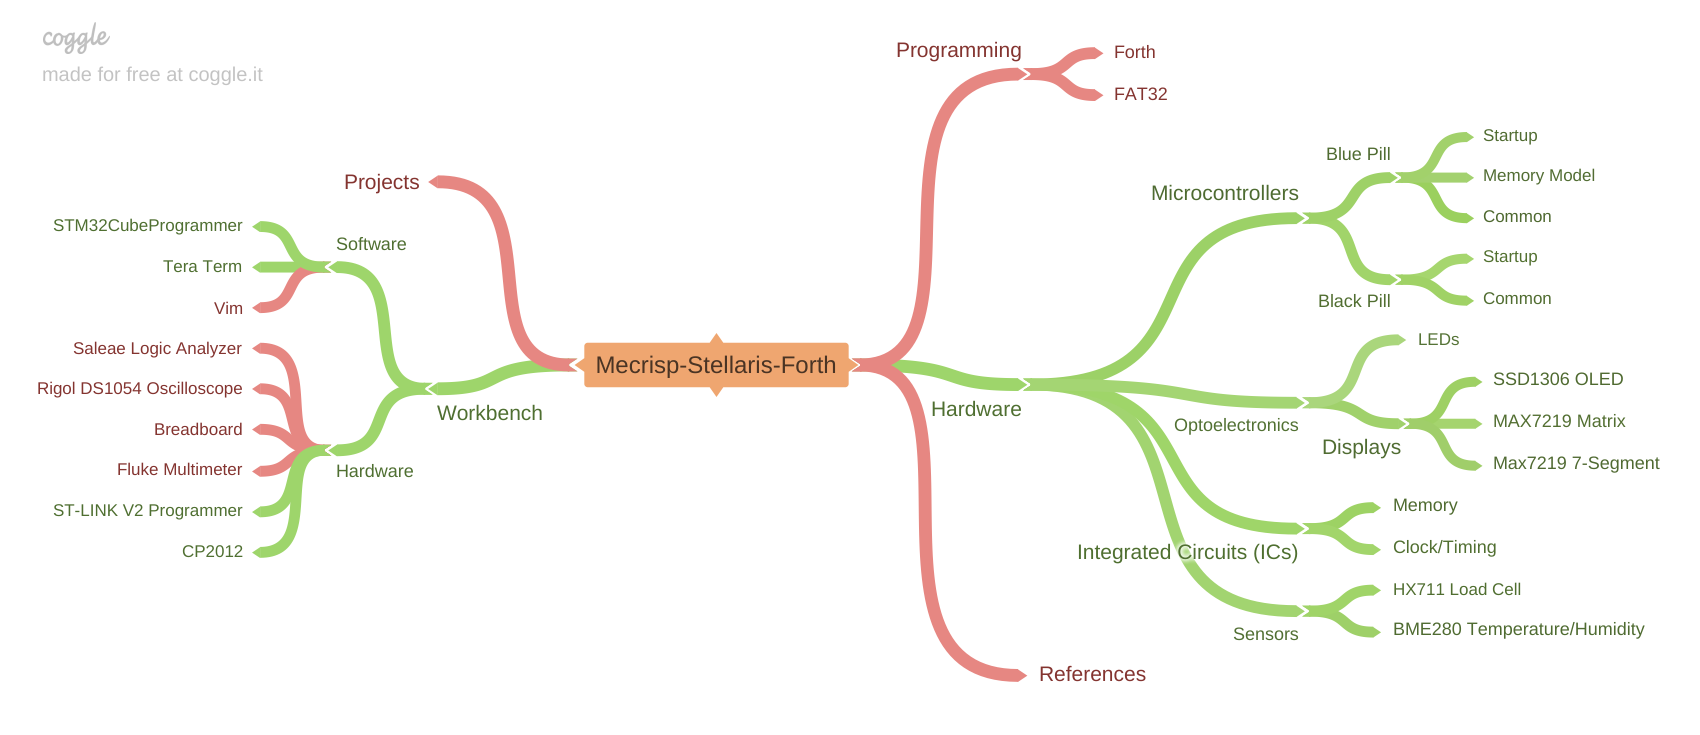 coggle
made for free at coggle.it
Mecrisp-Stellaris-Forth
Programming
Forth
FAT32
Hardware
Microcontrollers
Blue Pill
Startup
Memory Model
Common
Black Pill
Startup
Common
Optoelectronics
LEDs
Displays
SSD1306 OLED
MAX7219 Matrix
Max7219 7-Segment
Integrated Circuits (ICs)
Memory
Clock/Timing
Sensors
HX711 Load Cell
BME280 Temperature/Humidity
References
Projects
Workbench
Software
STM32CubeProgrammer
Tera Term
Vim
Hardware
Saleae Logic Analyzer
Rigol DS1054 Oscilloscope
Breadboard
Fluke Multimeter
ST-LINK V2 Programmer
CP2012